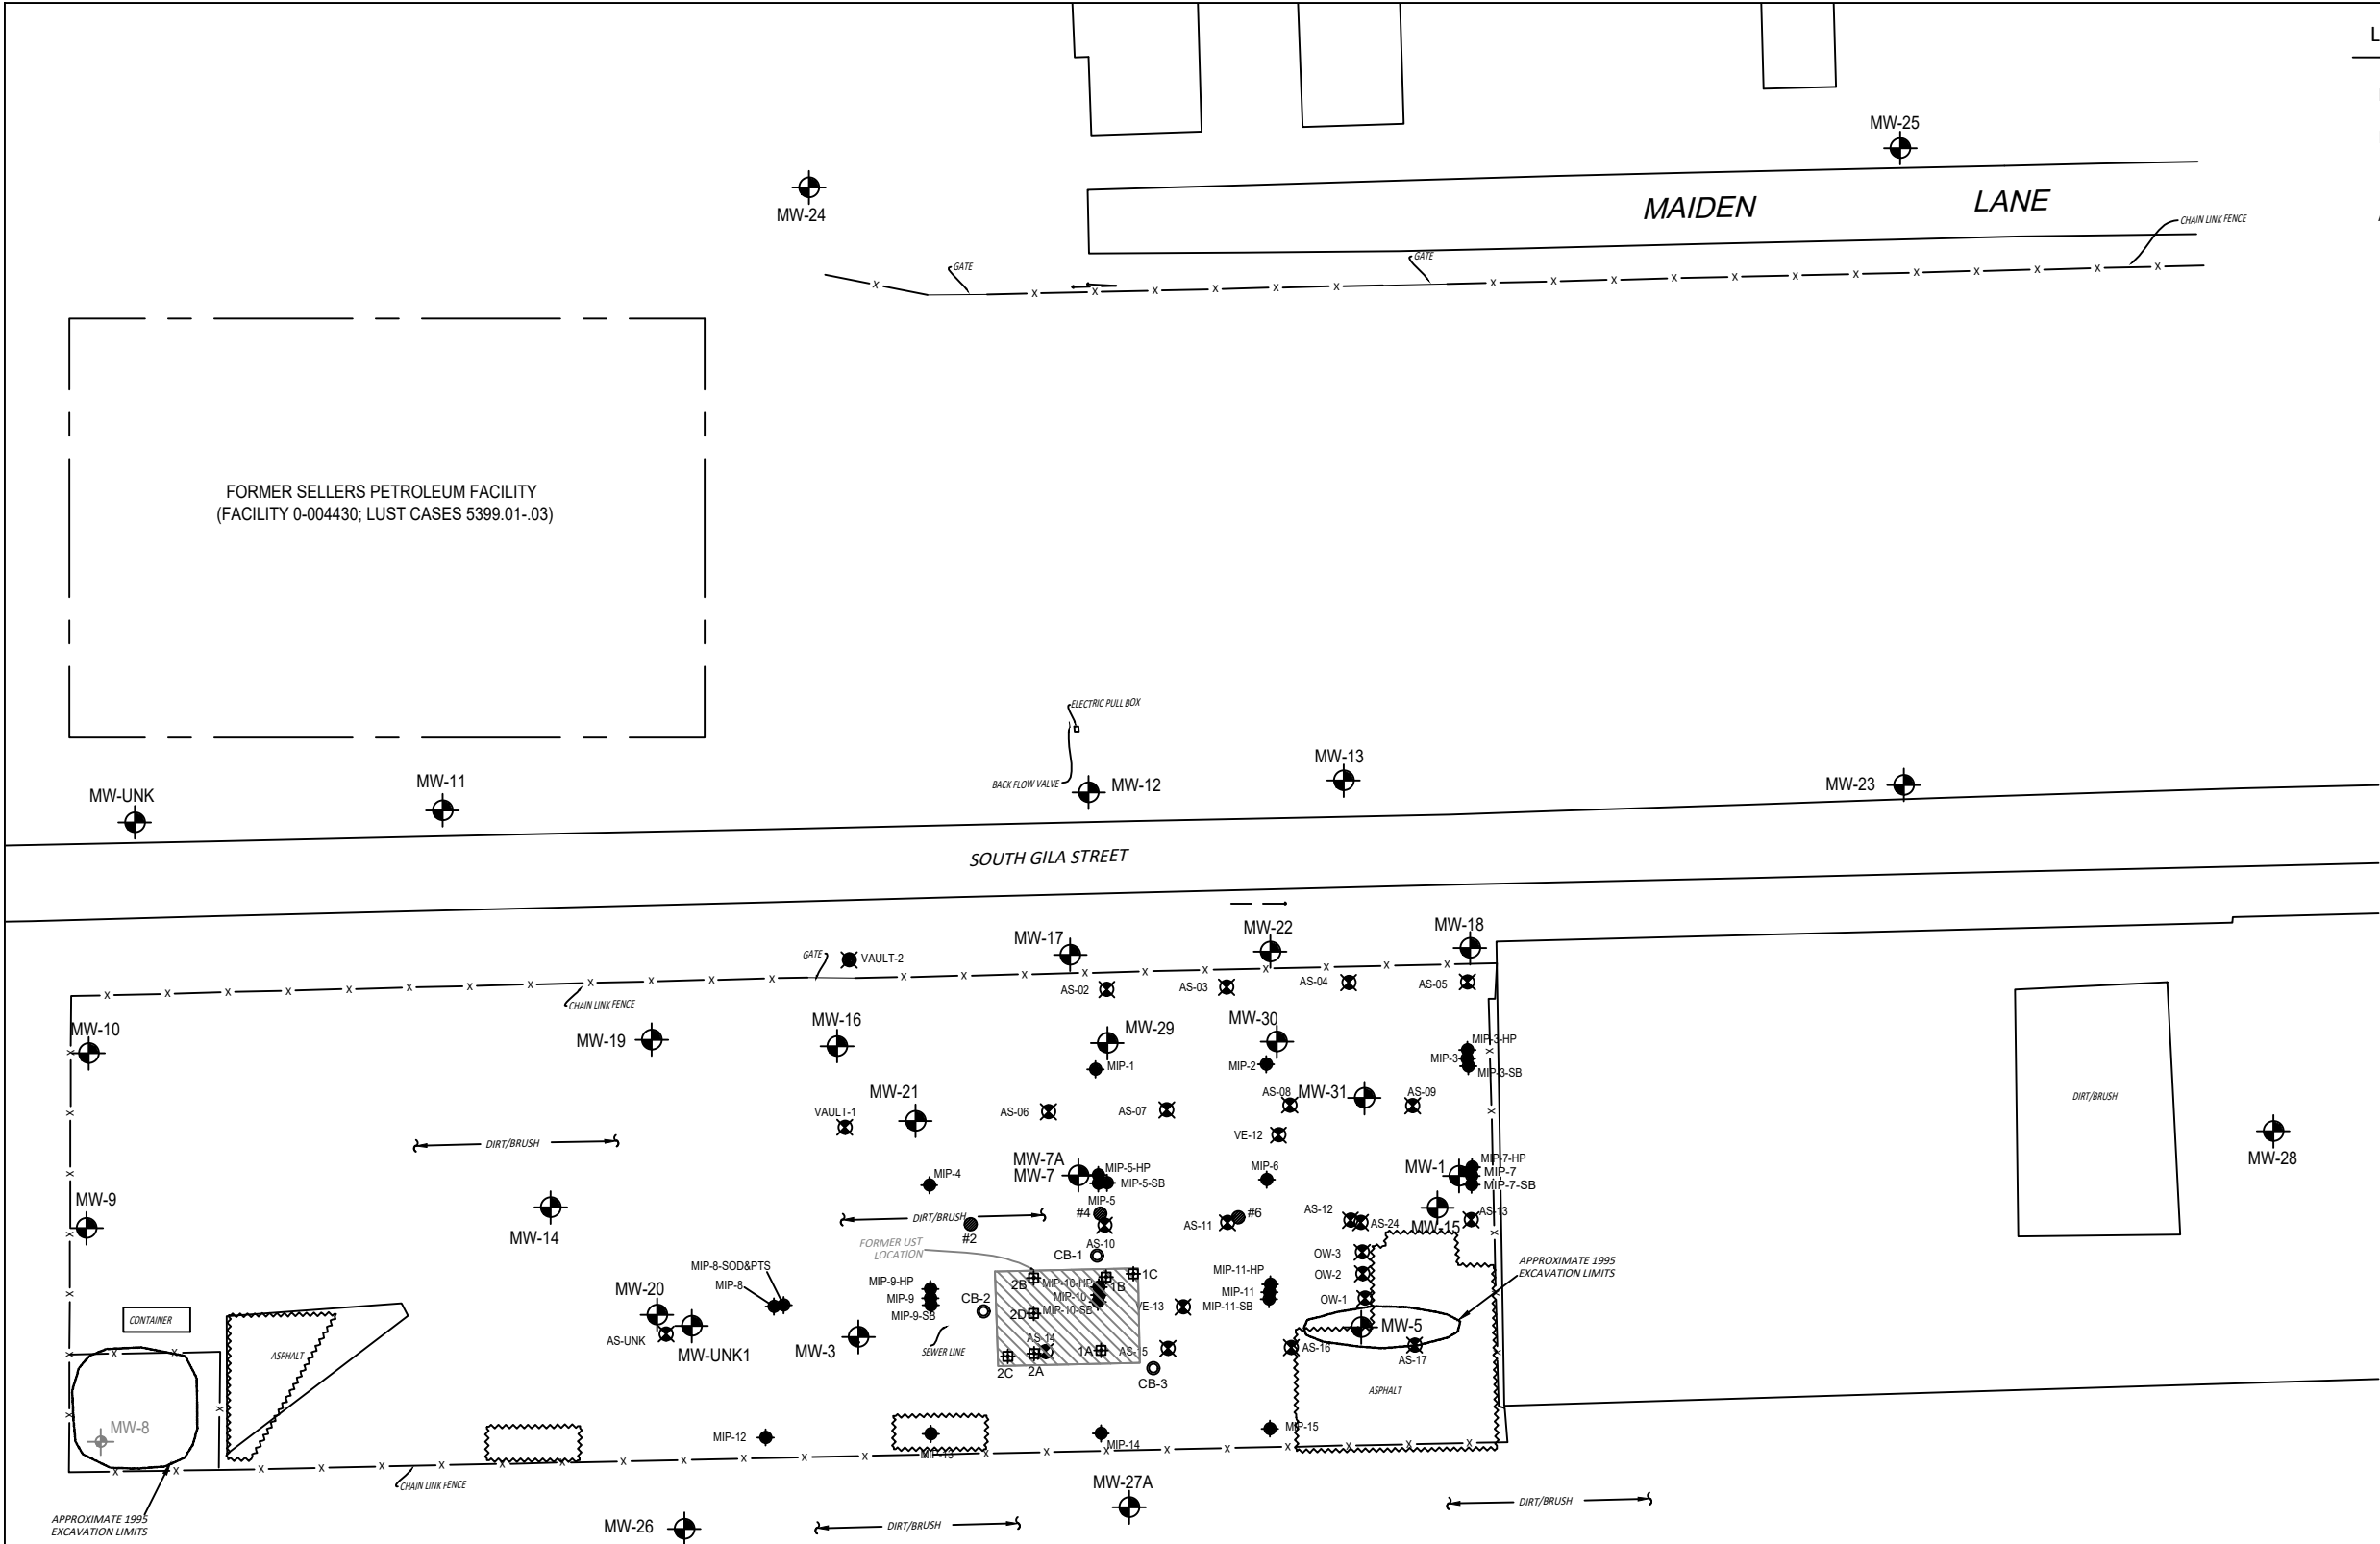 L
MW-25
MW-24
MAIDEN LANE
CHAIN LINK FENCE
GATE
GATE
FORMER SELLERS PETROLEUM FACILITY
(FACILITY 0-004430; LUST CASES 5399.01-.03)
ELECTRIC PULL BOX
BACK FLOW VALVE
MW-12
MW-13
MW-23
MW-UNK
MW-11
SOUTH GILA STREET
MW-17
MW-22
MW-18
GATE
VAULT-2
AS-02
AS-03
AS-04
AS-05
CHAIN LINK FENCE
MW-10
MW-19
MW-16
MW-29
MW-30
MIP-3-HP
MIP-3
MIP-3-SB
MIP-1
MIP-2
MW-21
VAULT-1
AS-06
AS-07
AS-08
MW-31
AS-09
DIRT/BRUSH
MW-28
VE-12
DIRT/BRUSH
MW-7A
MW-7
MIP-5-HP
MIP-5-SB
MIP-5
MIP-4
MIP-6
MW-1
MIP-7-HP
MIP-7
MIP-7-SB
MW-9
MW-14
DIRT/BRUSH
#2
#4
AS-10
AS-11
#6
AS-12
AS-24
MW-15
AS-13
FORMER UST
LOCATION
CB-1
OW-3
OW-2
OW-1
APPROXIMATE 1995
EXCAVATION LIMITS
MIP-8-SOD&PTS
MIP-8
MIP-9-HP
MIP-9
MIP-9-SB
CB-2
2B
MIP-10-HP
MIP-10
MIP-10-SB
1B
1C
2D
VE-13
MIP-11-HP
MIP-11
MIP-11-SB
MW-20
CONTAINER
AS-UNK
MW-UNK1
MW-3
SEWER LINE
AS-14
1A
AS-15
2C
2A
CB-3
AS-16
MW-5
AS-17
ASPHALT
ASPHALT
MW-8
MIP-12
MIP-13
MIP-14
MIP-15
CHAIN LINK FENCE
MW-27A
MW-26
DIRT/BRUSH
DIRT/BRUSH
APPROXIMATE 1995
EXCAVATION LIMITS